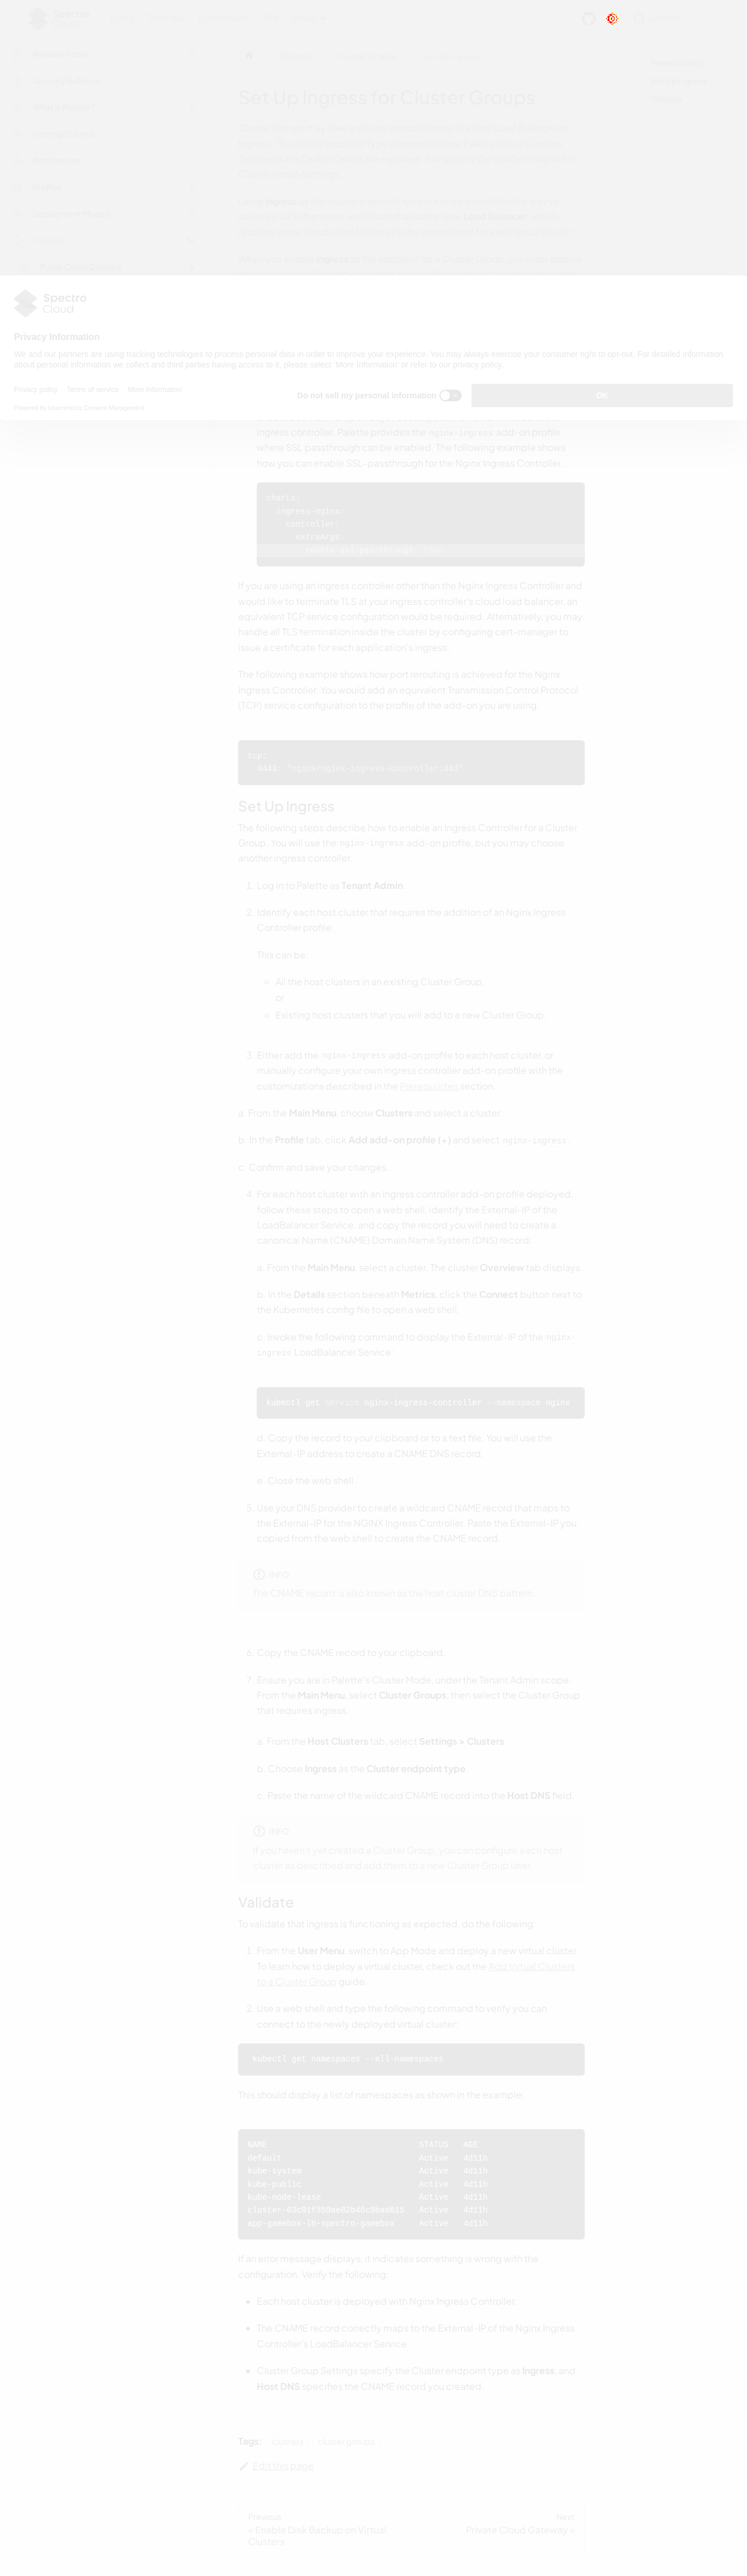 Spectro
Cloud
Set Up Ingress for Cluster Groups
Spectro
Cloud
Privacy Information
We and our partners are using tracking technologies to process personal data in order to improve your experience. You may always exercise your consumer right to opt-out. For detailed information
about personal information we collect and third parties having access to it, please select 'More Information' or refer to our privacy policy.
Privacy policy Terms of service More Information
Do not sell my personal information
OK
Powered by Usercentrics Consent Management
ingress controller, Palette provides the nginx-ingress add-on profile
where SSL passthrough can be enabled. The following example shows
how you can enable SSL-passthrough for the Nginx Ingress Controller.
charts:
ingress-nginx:
controller:
extraArgs:
enable-ssl-passthrough: true
If you are using an ingress controller other than the Nginx Ingress Controller and
would like to terminate TLS at your ingress controller's cloud load balancer, an
equivalent TCP service configuration would be required. Alternatively, you may
handle all TLS termination inside the cluster by configuring cert-manager to
issue a certificate for each application's ingress.
The following example shows how port rerouting is achieved for the Nginx
Ingress Controller. You would add an equivalent Transmission Control Protocol
(TCP) service configuration to the profile of the add-on you are using.
tcp:
8443: "nginx/nginx-ingress-controller:443"
Set Up Ingress
The following steps describe how to enable an Ingress Controller for a Cluster
Group. You will use the nginx-ingress add-on profile, but you may choose
another ingress controller.
1. Log in to Palette as Tenant Admin.
2. Identify each host cluster that requires the addition of an Nginx Ingress
Controller profile.
This can be:
All the host clusters in an existing Cluster Group,
or
Existing host clusters that you will add to a new Cluster Group
3. Either add the nginx-ingress add-on profile to each host cluster, or
manually configure your own ingress controller add-on profile with the
customizations described in the Prerequisites section.
a. From the Main Menu, choose Clusters and select a cluster.
b. In the Profile tab, click Add add-on profile (+) and select nginx-ingress.
c. Confirm and save your changes.
4. For each host cluster with an ingress controller add-on profile deployed,
follow these steps to open a web shell, identify the External-IP of the
LoadBalancer Service, and copy the record you will need to create a
canonical Name (CNAME) Domain Name System (DNS) record:
a. From the Main Menu, select a cluster. The cluster Overview tab displays.
b. In the Details section beneath Metrics, click the Connect button next to
the Kubernetes config file to open a web shell.
c. Invoke the following command to display the External-IP of the nginx-
ingress LoadBalancer Service:
kubectl get service nginx-ingress-controller --namespace nginx
d. Copy the record to your clipboard or to a text file. You will use the
External-IP address to create a CNAME DNS record.
e. Close the web shell.
5. Use your DNS provider to create a wildcard CNAME record that maps to
the External-IP for the NGINX Ingress Controller. Paste the External-IP you
copied from the web shell to create the CNAME record.
INFO
The CNAME record is also known as the host cluster DNS pattern.
6. Copy the CNAME record to your clipboard.
7. Ensure you are in Palette's Cluster Mode, under the Tenant Admin scope.
From the Main Menu, select Cluster Groups, then select the Cluster Group
that requires ingress.
a. From the Host Clusters tab, select Settings > Clusters.
b. Choose Ingress as the Cluster endpoint type.
c. Paste the name of the wildcard CNAME record into the Host DNS field.
INFO
If you haven't yet created a Cluster Group, you can configure each host
cluster as described and add them to a new Cluster Group later.
Validate
To validate that ingress is functioning as expected, do the following:
1. From the User Menu, switch to App Mode and deploy a new virtual cluster.
To learn how to deploy a virtual cluster, check out the Add Virtual Clusters
to a Cluster Group guide.
2. Use a web shell and type the following command to verify you can
connect to the newly deployed virtual cluster:
kubectl get namespaces --all-namespaces
This should display a list of namespaces as shown in the example:
NAME STATUS AGE
default Active 4d11h
kube-system Active 4d11h
kube-public Active 4d11h
kube-node-lease Active 4d11h
Active 4d11h
app-gamebox-lb-spectro-gamebox Active 4d11h
If an error message displays, it indicates something is wrong with the
configuration. Verify the following:
Each host cluster is deployed with Nginx Ingress Controller.
The CNAME record correctly maps to the External-IP of the Nginx Ingress
Controller's LoadBalancer Service.
Cluster Group Settings specify the Cluster endpoint type as Ingress, and
Host DNS specifies the CNAME record you created.
Tags: clusters cluster groups
Edit this page
Previous
« Enable Disk Backup on Virtual
Clusters
Next
Private Cloud Gateway »